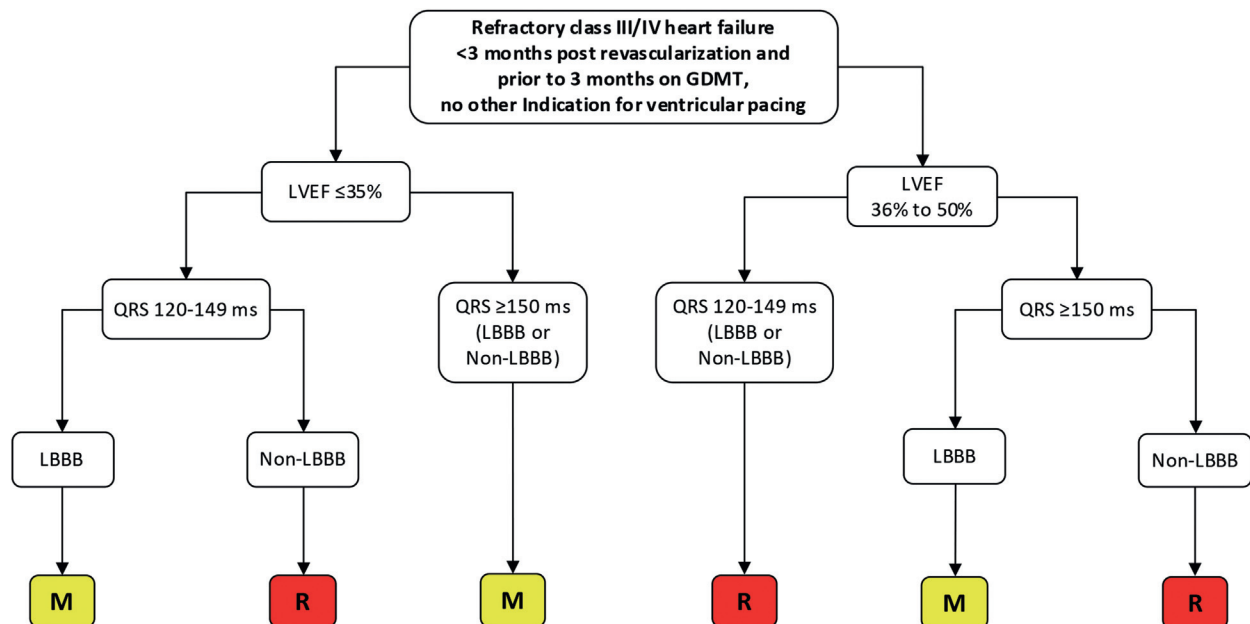 Refractory class III/IV heart failure
<3 months post revascularization and
prior to 3 months on GDMT,
no other Indication for ventricular pacing
LVEF ≤35%
LVEF
36% to 50%
QRS 120-149 ms
QRS ≥150 ms
(LBBB or
Non-LBBB)
QRS 120-149 ms
(LBBB or
Non-LBBB)
QRS ≥150 ms
LBBB
Non-LBBB
LBBB
Non-LBBB
M
R
M
R
M
R